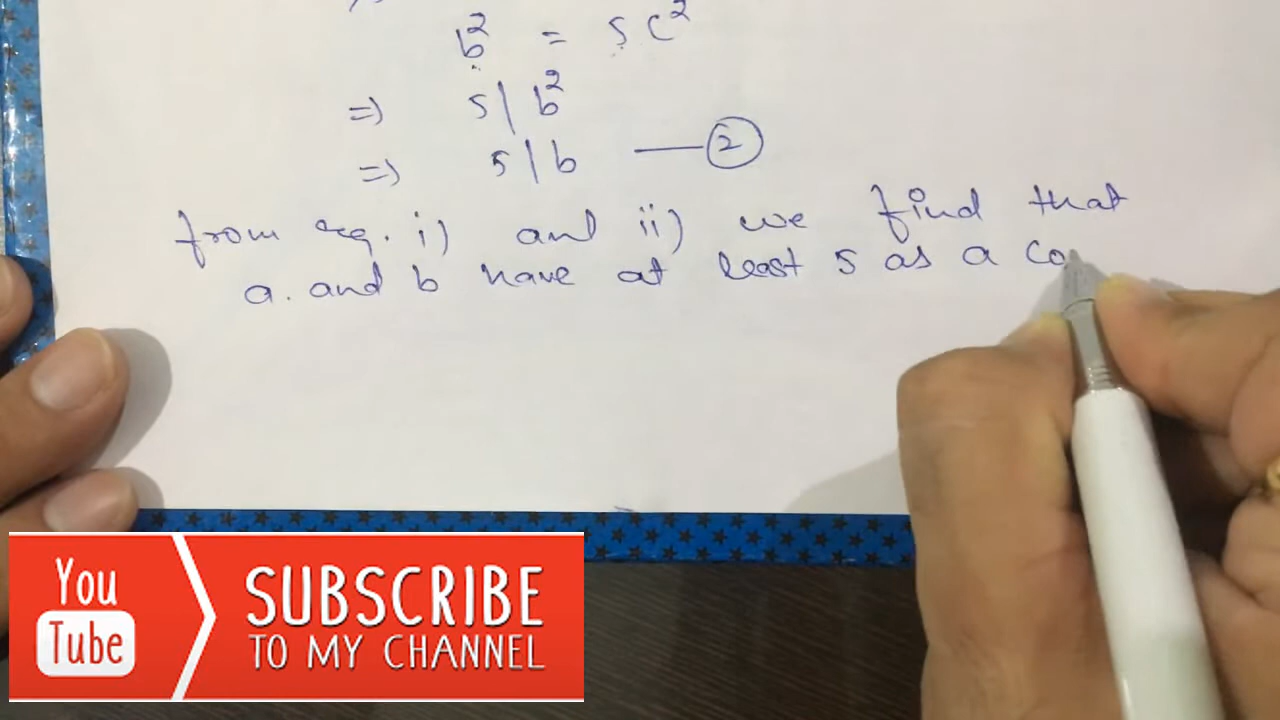 b² = 5c²
=> 5 | b²
=> 5 | b —— ②
from eq. i) and ii) we find that
a. and b have at least 5 as a co
You Tube
SUBSCRIBE
TO MY CHANNEL